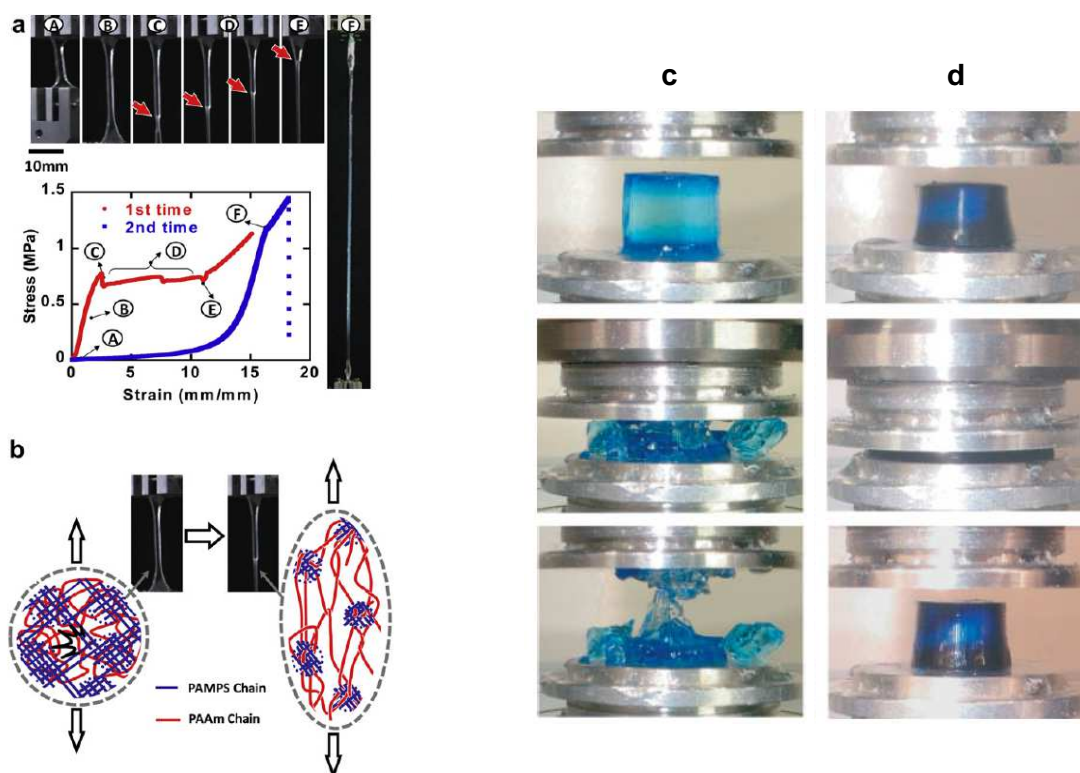 a
A B C D E F
10mm
1.5
1
0.5
0
Stress (MPa)
1st time
2nd time
F
C
D
B
E
A
0 5 10 15 20
Strain (mm/mm)
b
PAMPS Chain
PAAm Chain
c
d